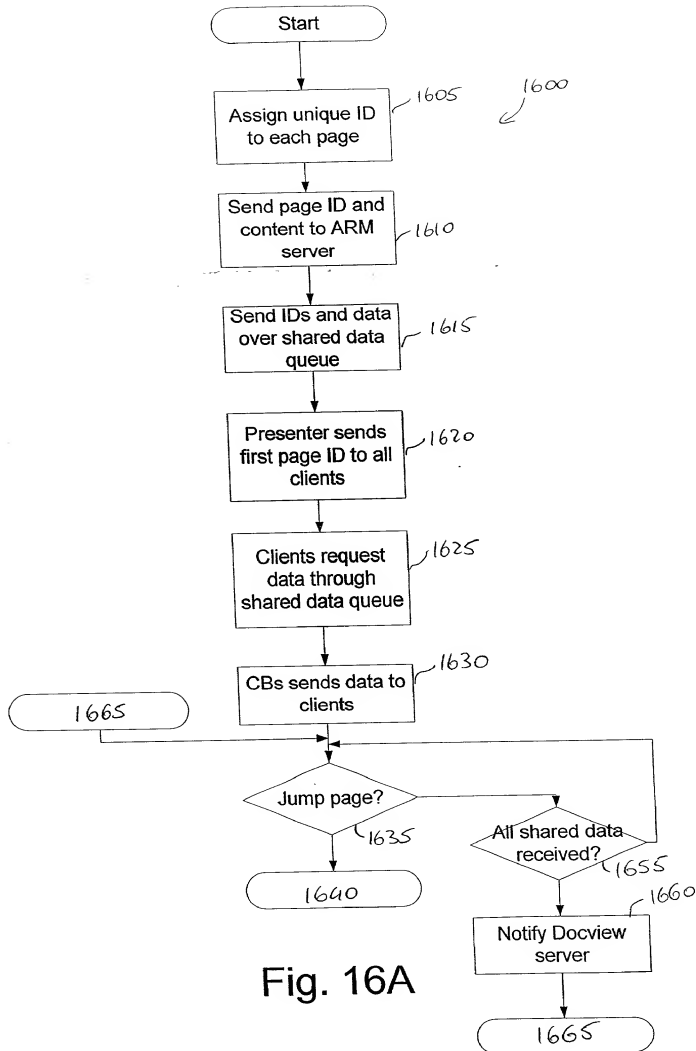 Start
1600
Assign unique ID
to each page
1605
Send page ID and
content to ARM
server
1610
Send IDs and data
over shared data
queue
1615
Presenter sends
first page ID to all
clients
1620
Clients request
data through
shared data queue
1625
CBs sends data to
clients
1630
1665
Jump page?
1635
All shared data
received?
1655
1640
Notify Docview
server
1660
1665
Fig. 16A